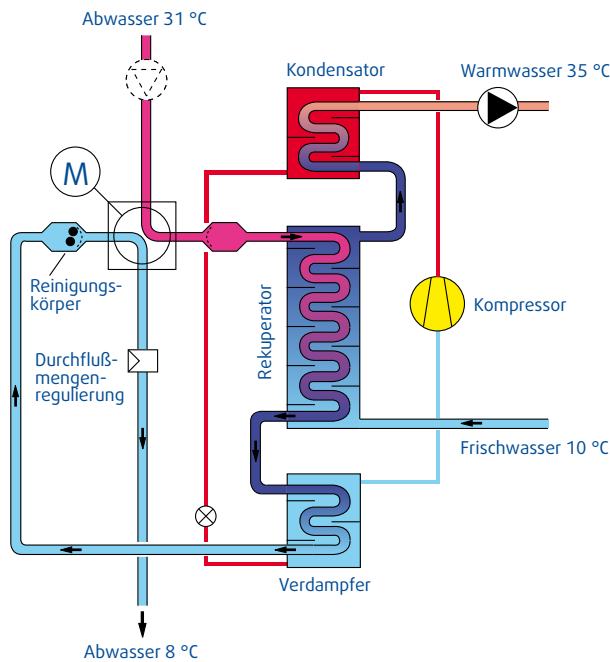 Abwasser 31 °C
Kondensator
Warmwasser 35 °C
M
Reinigungs-
körper
Rekuperator
Kompressor
Durchfluß-
mengen-
regulierung
Frischwasser 10 °C
Verdampfer
Abwasser 8 °C